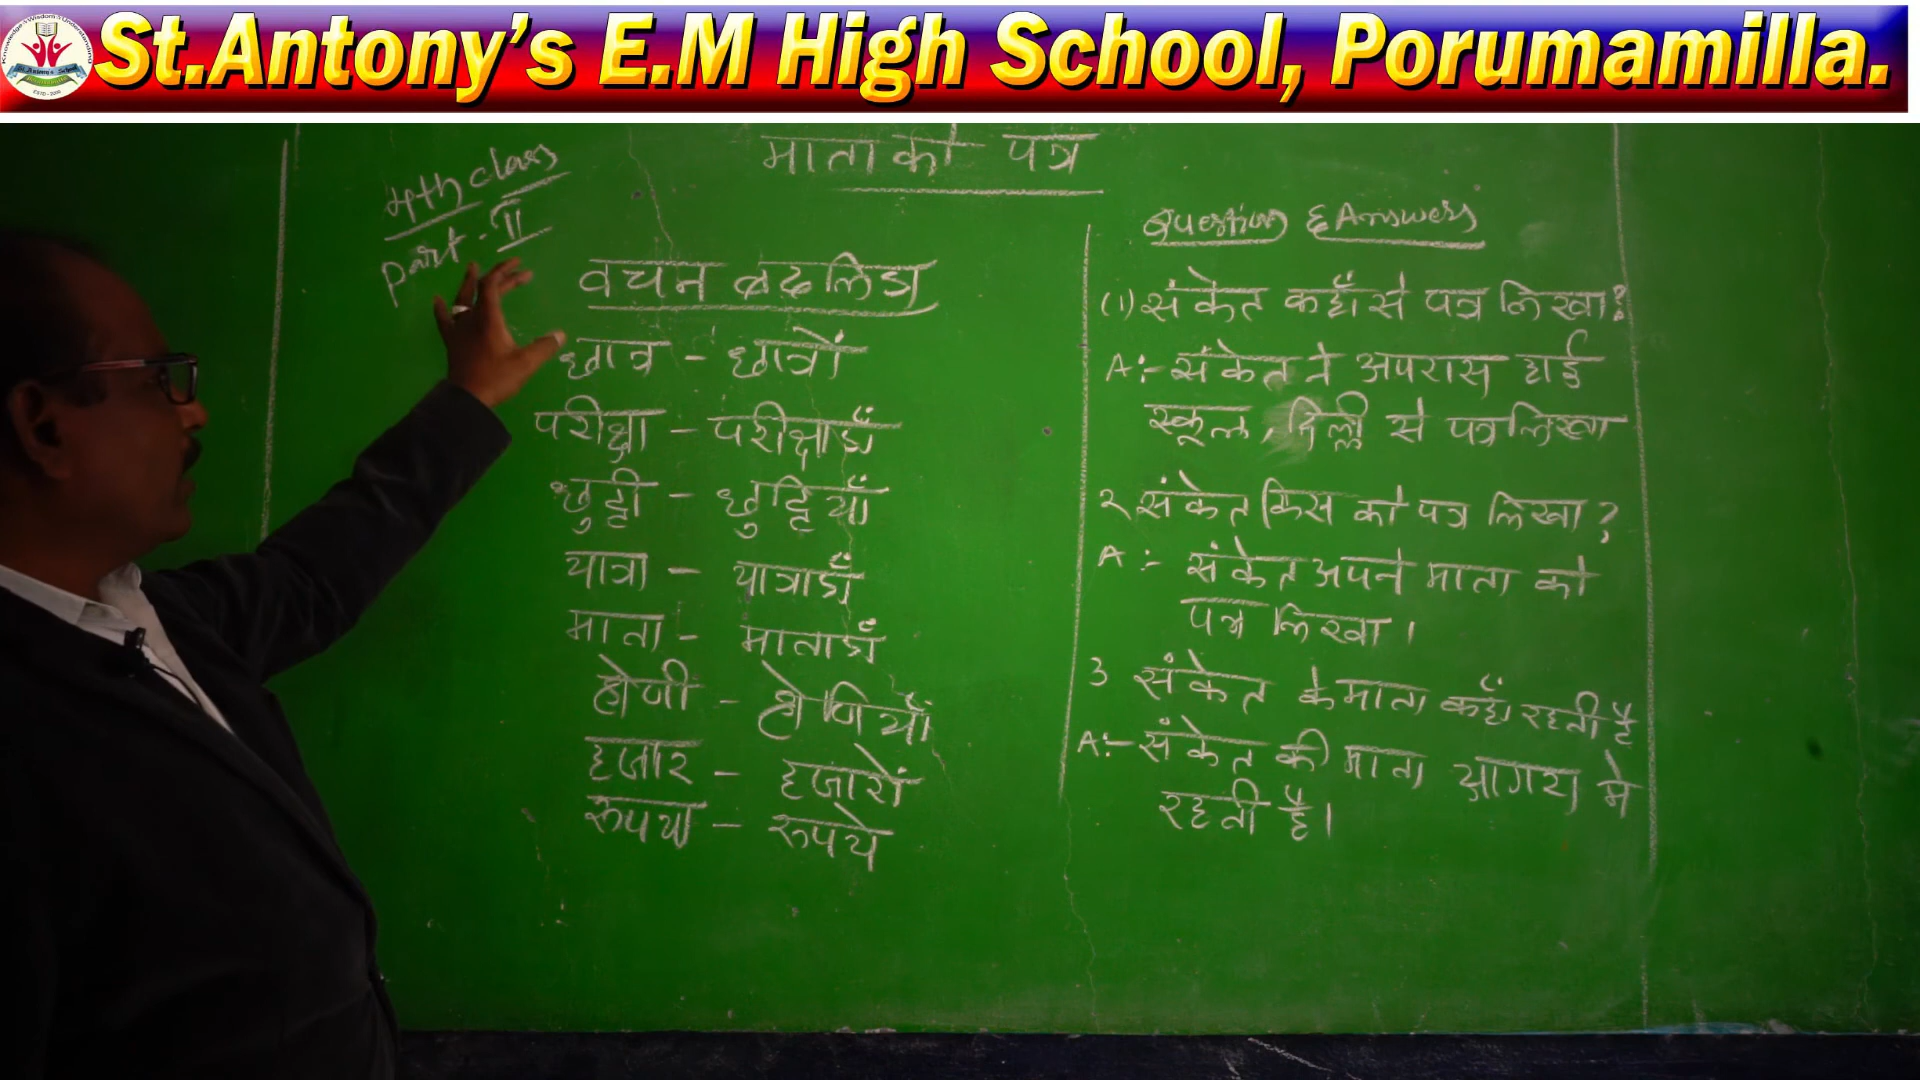 St.Antony's E.M High School, Porumamilla.
माता को पत्र
4th class
Part - II
वचन बदलिए
छात्र - छात्रों
परीक्षा - परीक्षाएँ
छुट्टी - छुट्टियाँ
यात्रा - यात्राएँ
माता - माताएँ
हजार - हजारों
रूपया - रूपये
Questions & Answers
(1) संकेत कहाँ से पत्र लिखा?
A:- संकेत ने अपरास हाई
स्कूल, दिल्ली से पत्र लिखा
2 संकेत किस को पत्र लिखा?
A:- संकेत अपने माता को
पत्र लिखा।
3 संकेत के माता कहाँ रहती है
A:- संकेत की माता आगरा मे
रहती है।